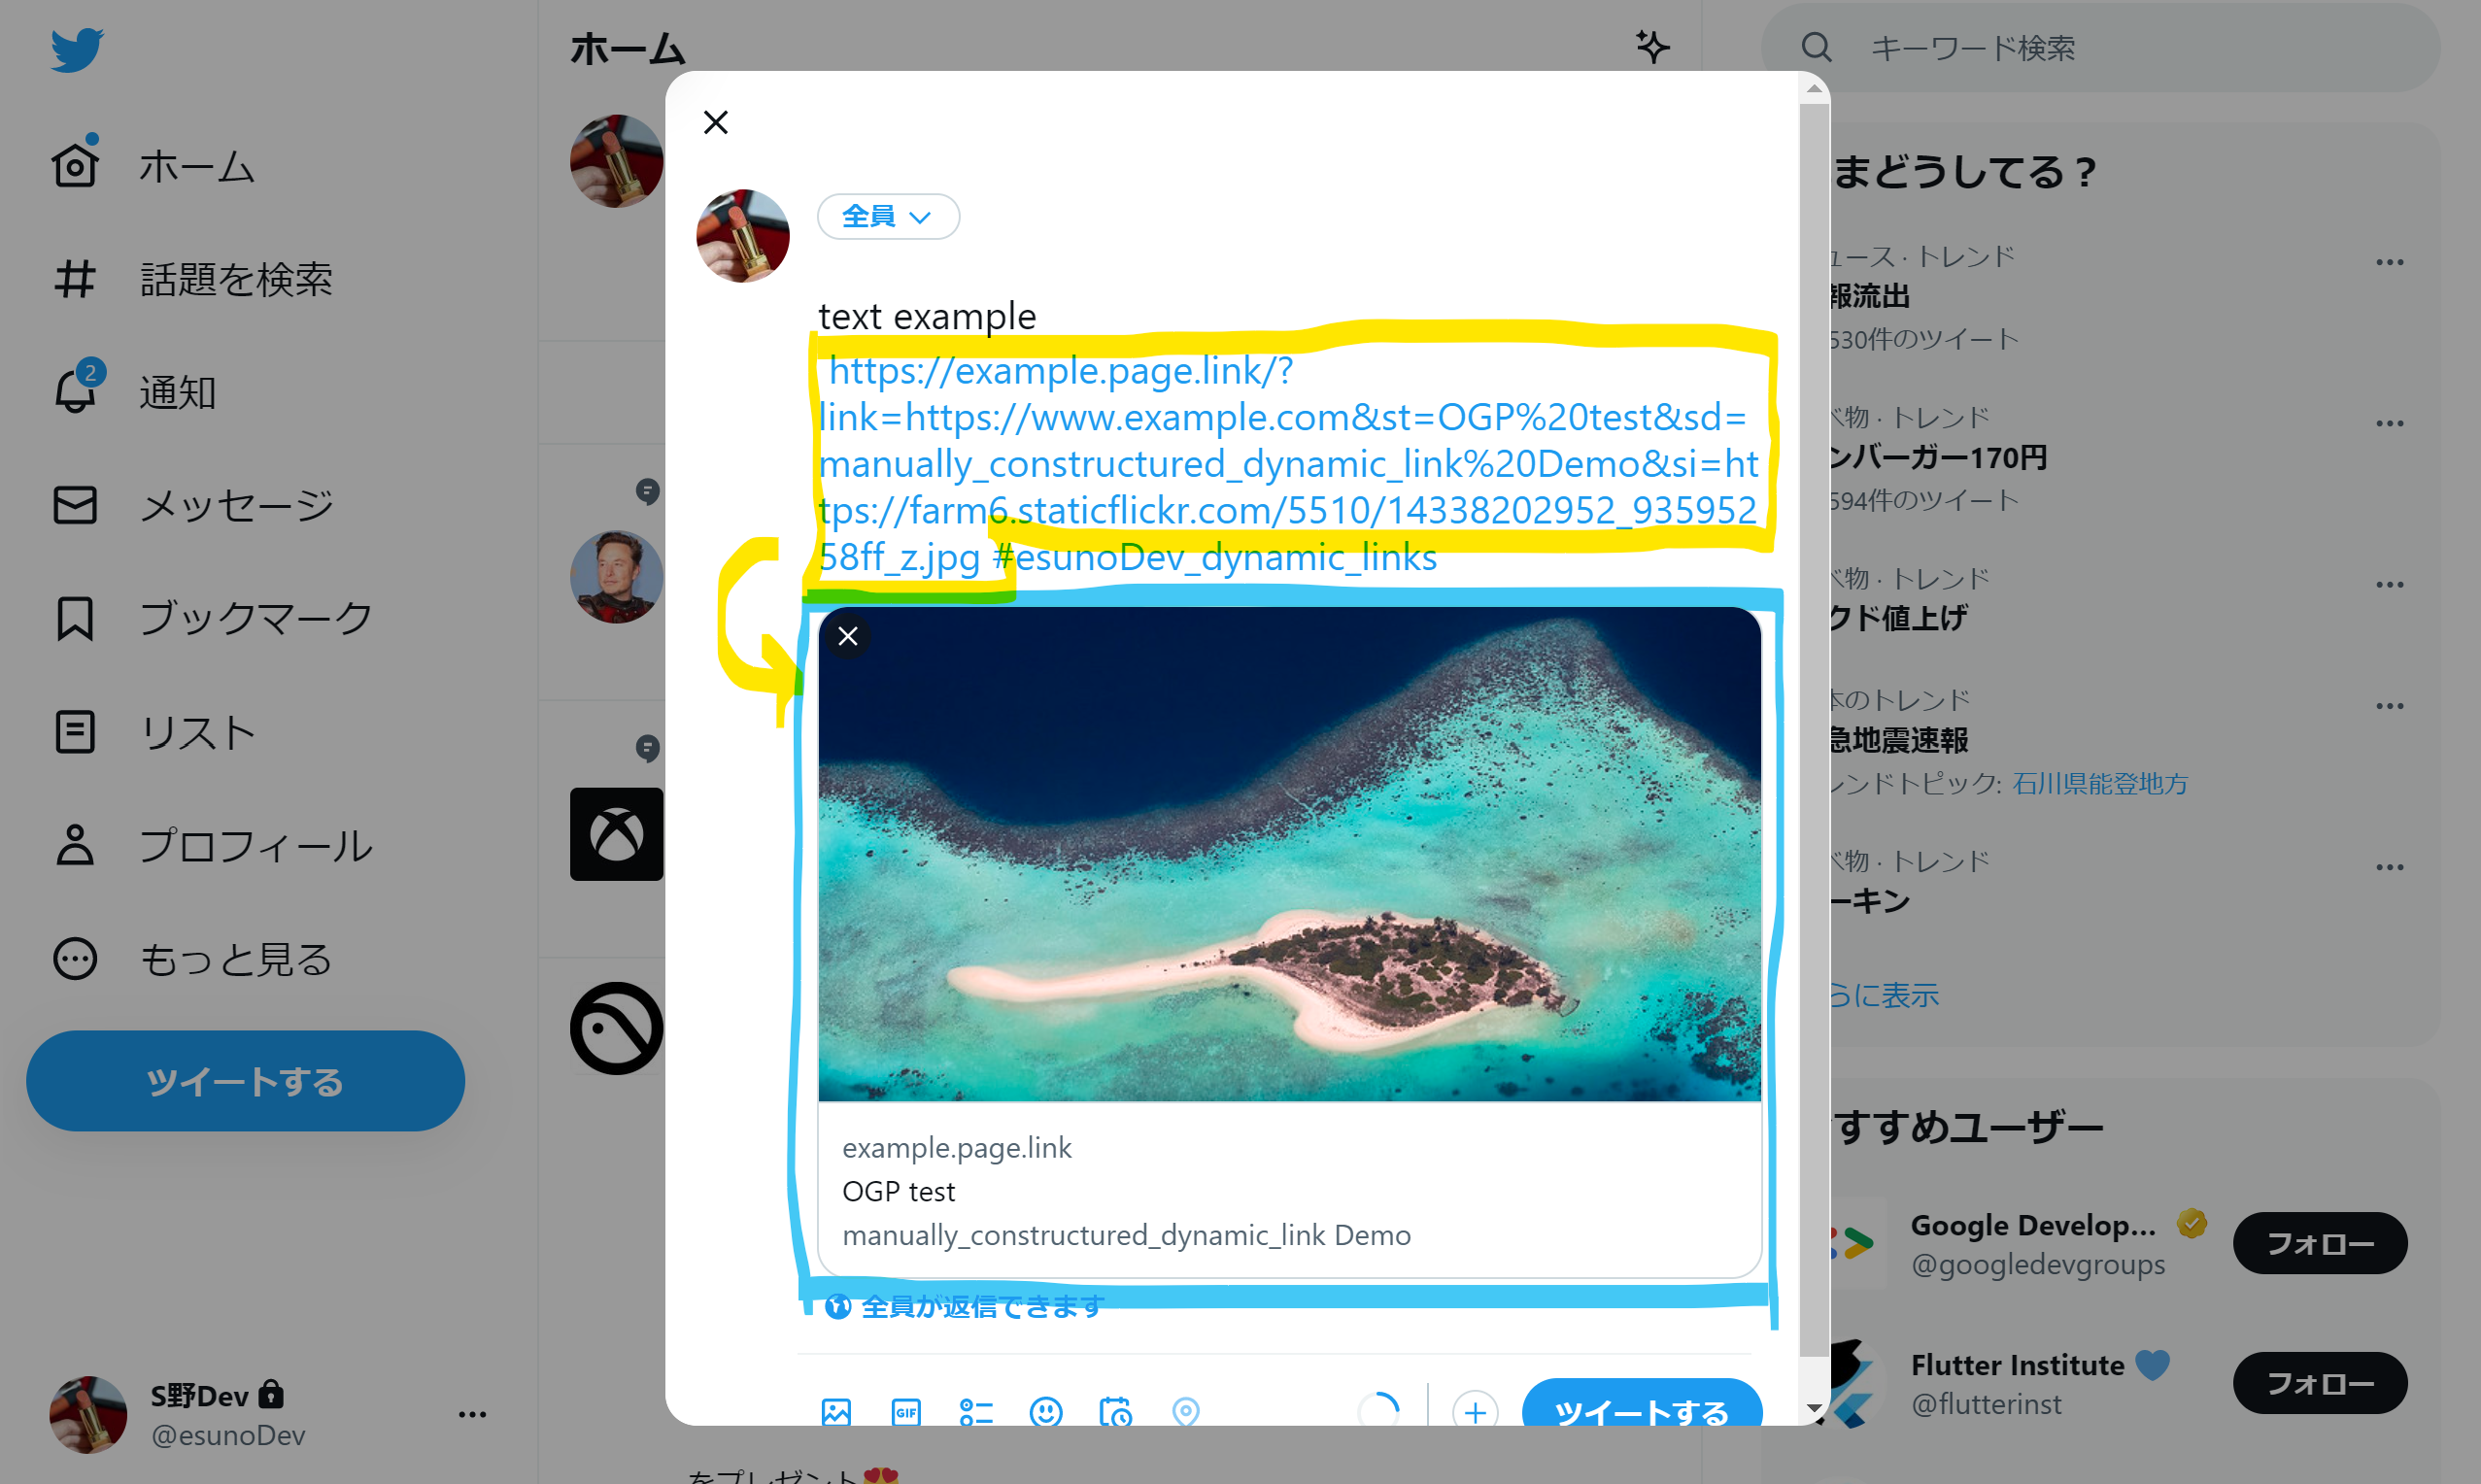 ホーム
話題を検索
2
通知
メッセージ
ブックマーク
リスト
プロフィール
もっと見る
ツイートする
S野Dev
@esunoDev
ホーム
全員
text example
https://example.page.link/?
link=https://www.example.com&st=OGP%20test&sd=
manually_constructured_dynamic_link%20Demo&si=ht
tps://farm6.staticflickr.com/5510/14338202952_935952
58ff_z.jpg #esunoDev_dynamic_links
example.page.link
OGP test
manually_constructured_dynamic_link Demo
全員が返信できます
GIF
ツイートする
をプレゼント😍
キーワード検索
まどうしてる？
ュース · トレンド
報流出
530件のツイート
べ物 · トレンド
ンバーガー170円
594件のツイート
べ物 · トレンド
クド値上げ
本のトレンド
急地震速報
レンドトピック: 石川県能登地方
べ物 · トレンド
ーキン
らに表示
すすめユーザー
Google Develop...
@googledevgroups
フォロー
Flutter Institute 💙
@flutterinst
フォロー